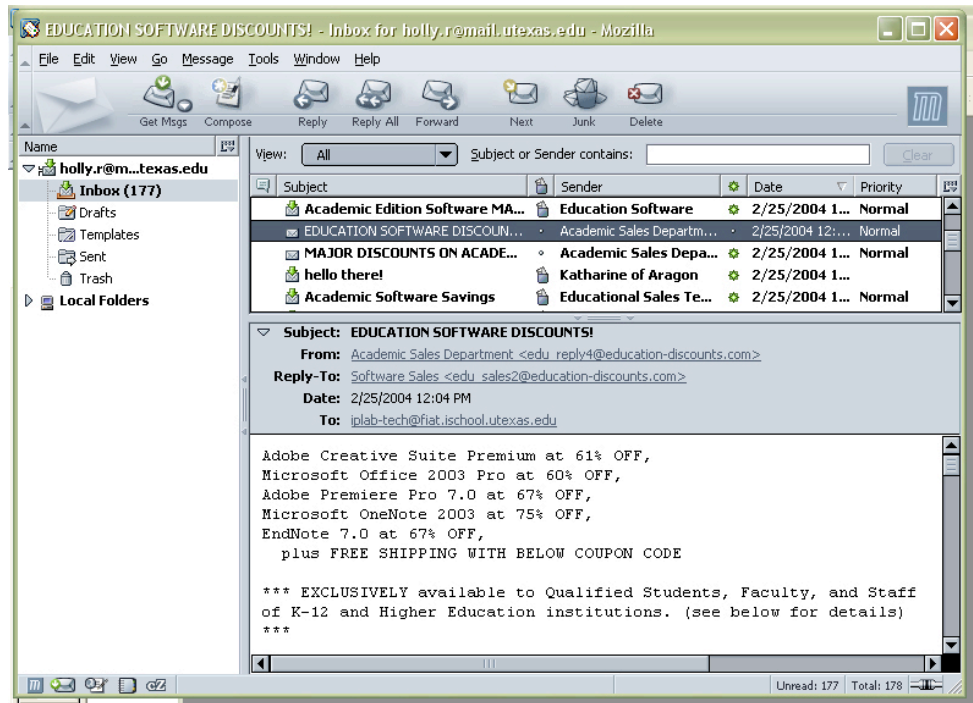 EDUCATION SOFTWARE DISCOUNTS! - Inbox for holly.r@mail.utexas.edu - Mozilla
File Edit View Go Message Tools Window Help
Get Msgs Compose Reply Reply All Forward Next Junk Delete
Name
holly.r@m...texas.edu
Inbox (177)
Drafts
Templates
Sent
Trash
Local Folders
View: All Subject or Sender contains: Clear
Subject Sender Date Priority
Academic Edition Software MA... Education Software 2/25/2004 1... Normal
EDUCATION SOFTWARE DISCOUN... Academic Sales Departm... 2/25/2004 12:... Normal
MAJOR DISCOUNTS ON ACADE... Academic Sales Depa... 2/25/2004 1... Normal
hello there! Katharine of Aragon 2/25/2004 1... Normal
Academic Software Savings Educational Sales Te... 2/25/2004 1... Normal
Subject: EDUCATION SOFTWARE DISCOUNTS!
From: Academic Sales Department <edu_reply4@education-discounts.com>
Reply-To: Software Sales <edu_sales2@education-discounts.com>
Date: 2/25/2004 12:04 PM
To: iplab-tech@fiat.ischool.utexas.edu
Adobe Creative Suite Premium at 61% OFF,
Microsoft Office 2003 Pro at 60% OFF,
Adobe Premiere Pro 7.0 at 67% OFF,
Microsoft OneNote 2003 at 75% OFF,
EndNote 7.0 at 67% OFF,
plus FREE SHIPPING WITH BELOW COUPON CODE
*** EXCLUSIVELY available to Qualified Students, Faculty, and Staff
of K-12 and Higher Education institutions. (see below for details)
***
Unread: 177 Total: 178